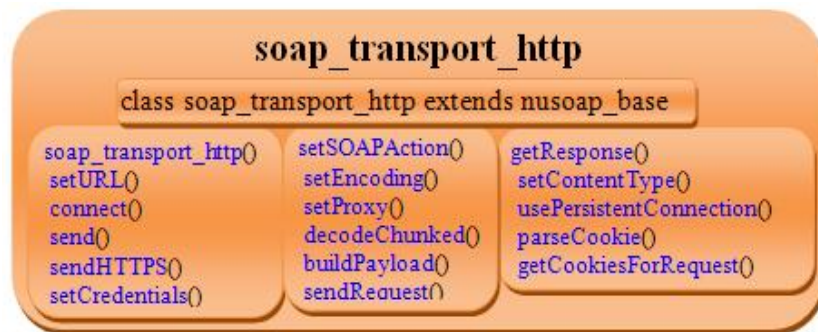 soap_transport_http
class soap_transport_http extends nusoap_base
soap_transport_http()
setURL()
connect()
send()
sendHTTPS()
setCredentials()
setSOAPAction()
setEncoding()
setProxy()
decodeChunked()
buildPayload()
sendRequest()
getResponse()
setContentType()
usePersistentConnection()
parseCookie()
getCookiesForRequest()